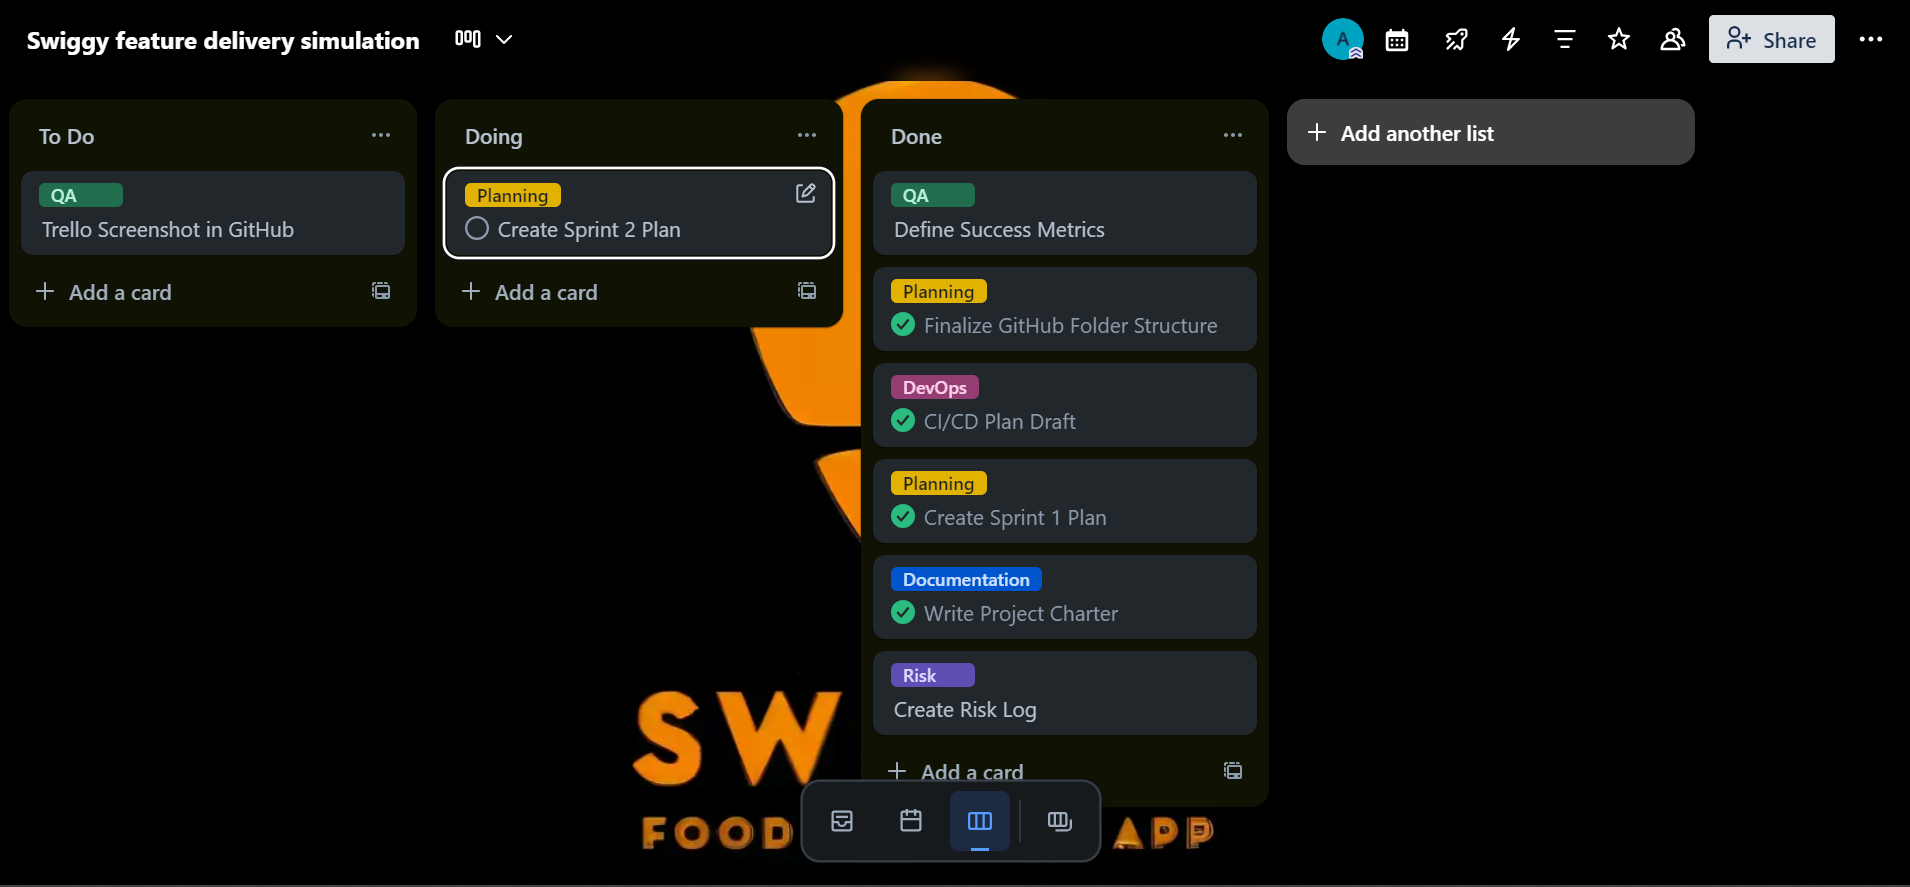 Swiggy feature delivery simulation
A
Share
To Do
QA
Trello Screenshot in GitHub
Add a card
Doing
Planning
Create Sprint 2 Plan
Add a card
Done
QA
Define Success Metrics
Planning
Finalize GitHub Folder Structure
DevOps
CI/CD Plan Draft
Planning
Create Sprint 1 Plan
Documentation
Write Project Charter
Risk
Create Risk Log
Add a card
Add another list
SW
FOOD APP